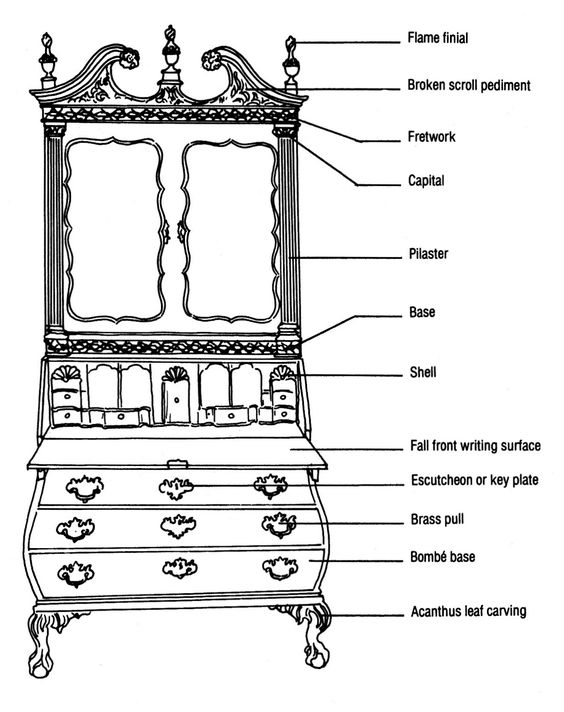 Flame finial
Broken scroll pediment
Fretwork
Capital
Pilaster
Base
Shell
Fall front writing surface
Escutcheon or key plate
Brass pull
Bombé base
Acanthus leaf carving